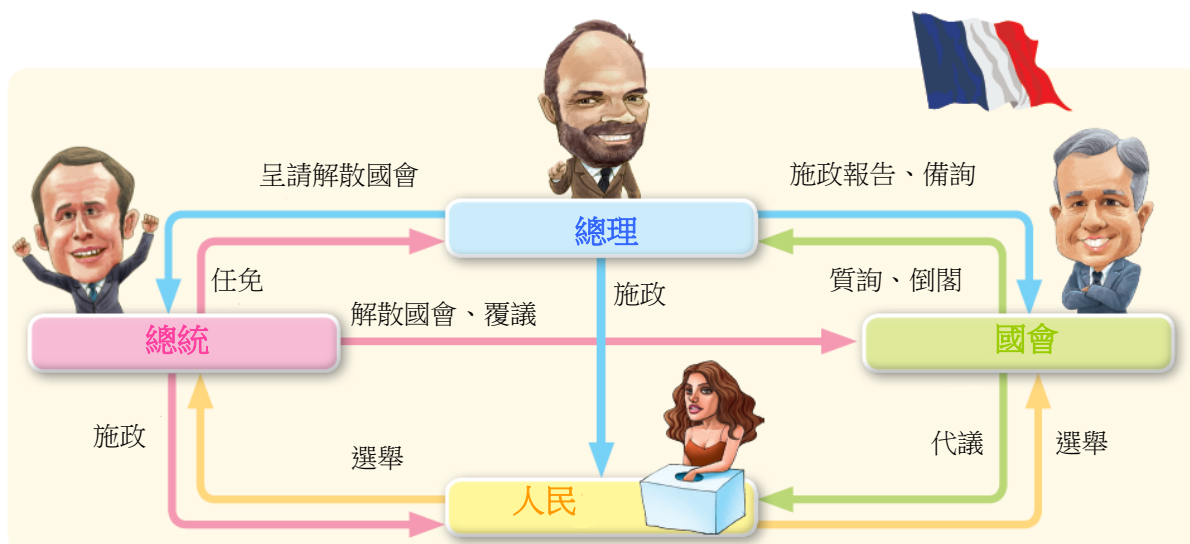 呈請解散國會
施政報告、備詢
總理
任免
施政
質詢、倒閣
解散國會、覆議
總統
國會
施政
選舉
代議
選舉
人民